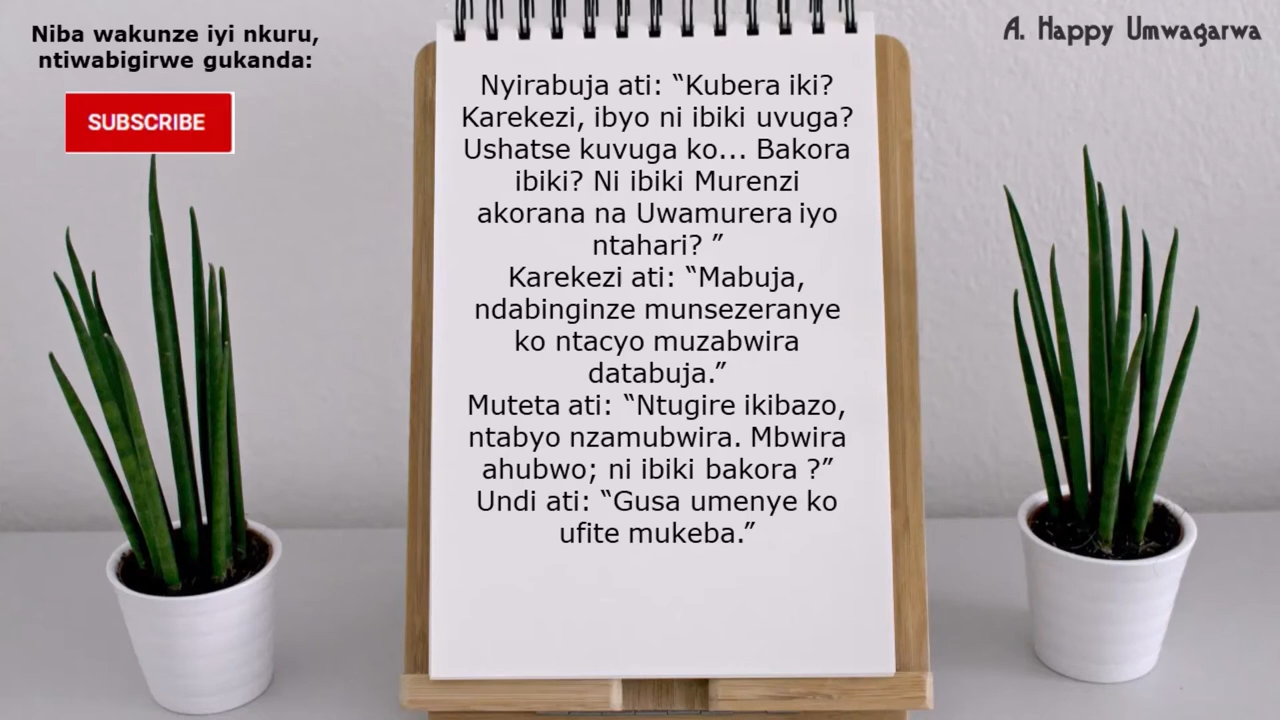 Niba wakunze iyi nkuru,
ntiwabigirwe gukanda:
SUBSCRIBE
A. Happy Umwagarwa
Nyirabuja ati: “Kubera iki?
Karekezi, ibyo ni ibiki uvuga?
Ushatse kuvuga ko... Bakora
ibiki? Ni ibiki Murenzi
akorana na Uwamurera iyo
ntahari? ”
Karekezi ati: “Mabuja,
ndabinginze munsezeranye
ko ntacyo muzabwira
databuja.”
Muteta ati: “Ntugire ikibazo,
ntabyo nzamubwira. Mbwira
ahubwo; ni ibiki bakora ?”
Undi ati: “Gusa umenye ko
ufite mukeba.”